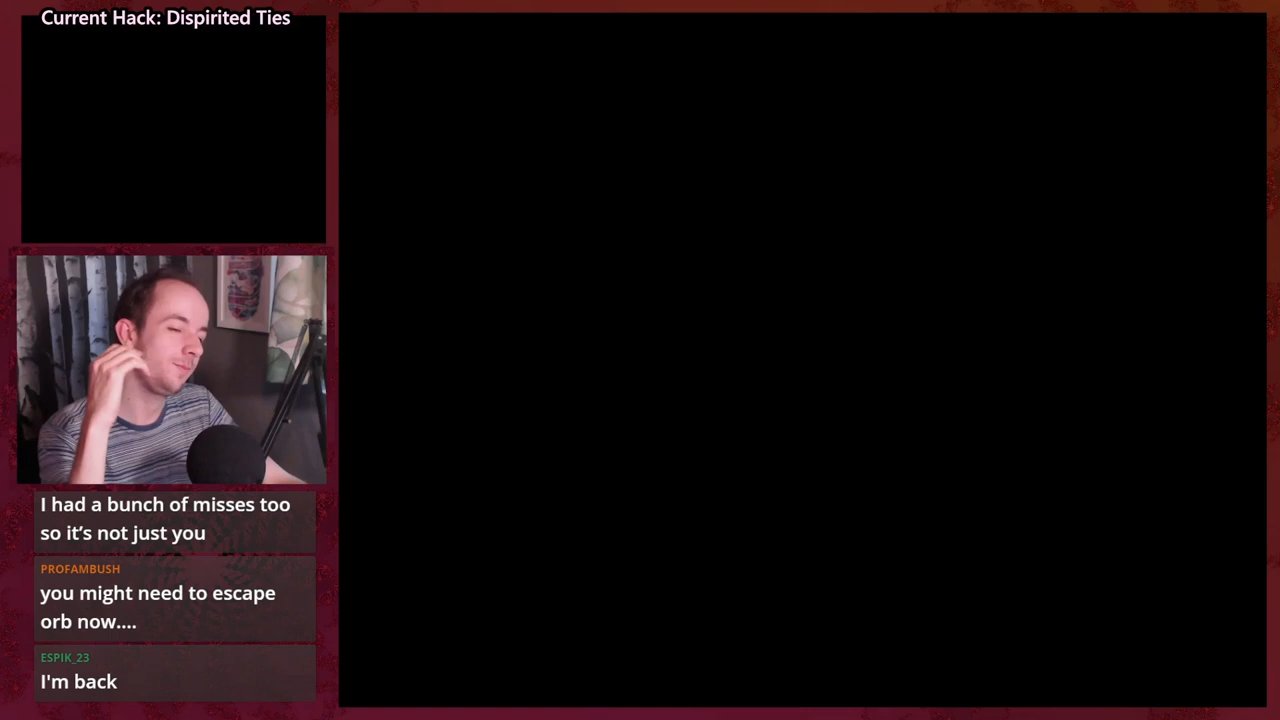 Current Hack: Dispirited Ties
I had a bunch of misses too
so it’s not just you
PROFAMBUSH
you might need to escape
orb now....
ESPIK_23
I'm back